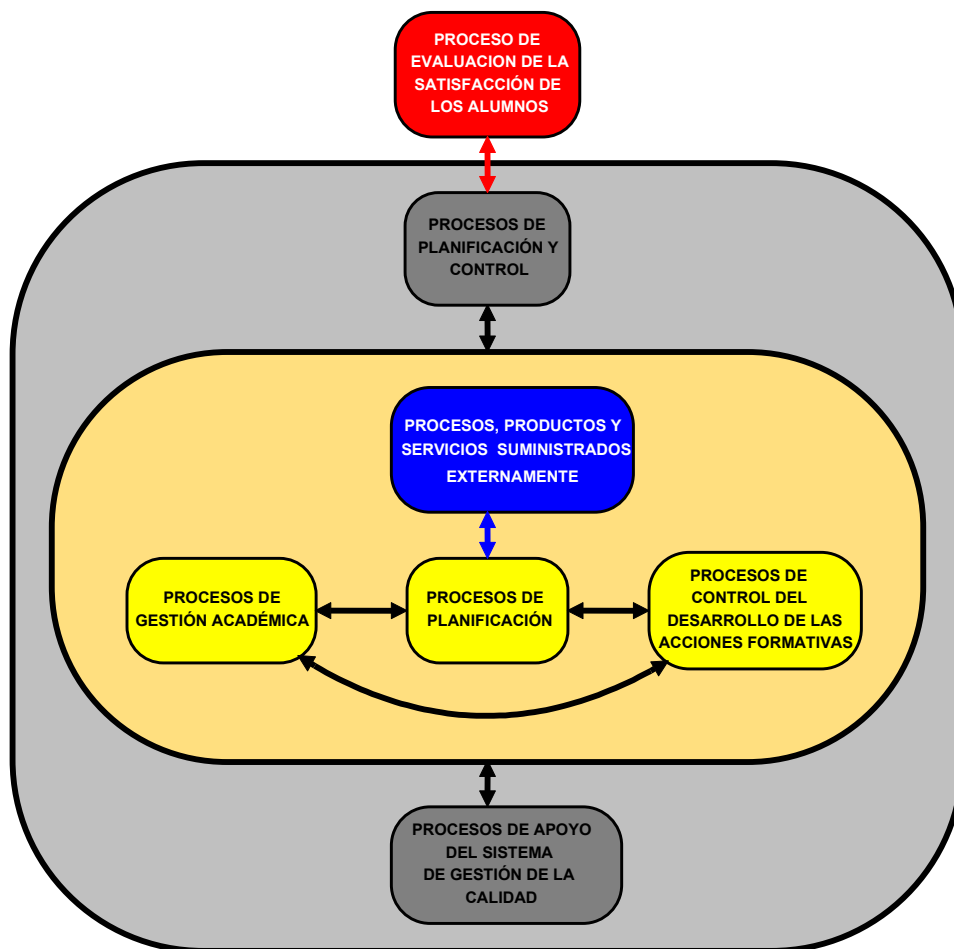 PROCESO DE
EVALUACION DE LA
SATISFACCIÓN DE
LOS ALUMNOS
PROCESOS DE
PLANIFICACIÓN Y
CONTROL
PROCESOS, PRODUCTOS Y
SERVICIOS SUMINISTRADOS
EXTERNAMENTE
PROCESOS DE
GESTIÓN ACADÉMICA
PROCESOS DE
PLANIFICACIÓN
PROCESOS DE
CONTROL DEL
DESARROLLO DE LAS
ACCIONES FORMATIVAS
PROCESOS DE APOYO
DEL SISTEMA
DE GESTIÓN DE LA
CALIDAD